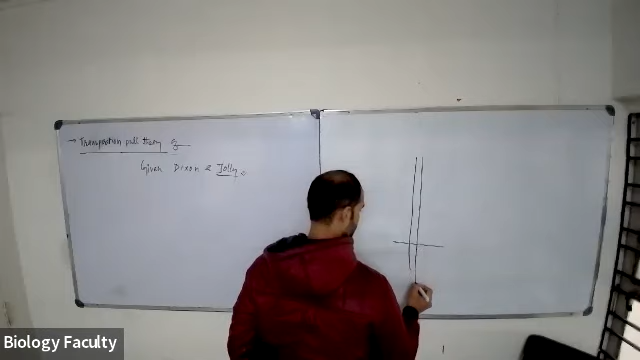 → Transpiration pull theory :-
Given Dixon & Jolly.
Biology Faculty